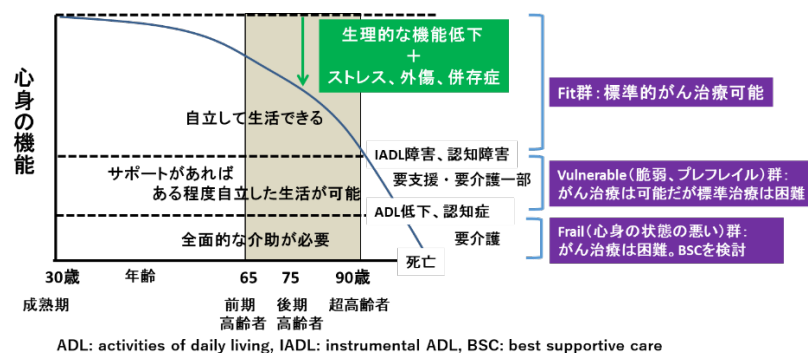 心身の機能
生理的な機能低下
＋
ストレス、外傷、併存症
自立して生活できる
サポートがあれば
ある程度自立した生活が可能
全面的な介助が必要
IADL障害、認知障害
要支援・要介護一部
ADL低下、認知症
要介護
死亡
Fit群：標準的がん治療可能
Vulnerable（脆弱、プレフレイル）群：
がん治療は可能だが標準治療は困難
Frail（心身の状態の悪い）群：
がん治療は困難。BSCを検討
30歳
年齢
65
75
90歳
成熟期
前期
高齢者
後期
高齢者
超高齢者
ADL: activities of daily living, IADL: instrumental ADL, BSC: best supportive care